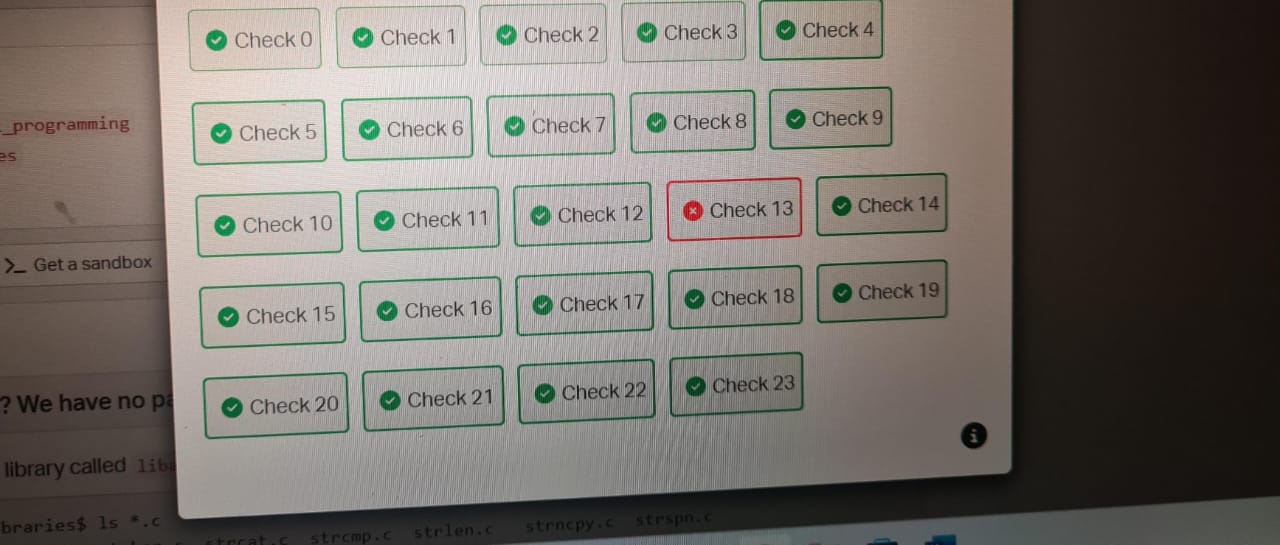 Check 0 Check 1 Check 2 Check 3 Check 4
_programming
Check 5 Check 6 Check 7 Check 8 Check 9
es
Check 10 Check 11 Check 12 Check 13 Check 14
>_ Get a sandbox
Check 15 Check 16 Check 17 Check 18 Check 19
? We have no pa
Check 20 Check 21 Check 22 Check 23
library called lib
braries$ ls *.c
strcat.c strcmp.c strlen.c strncpy.c strspn.c